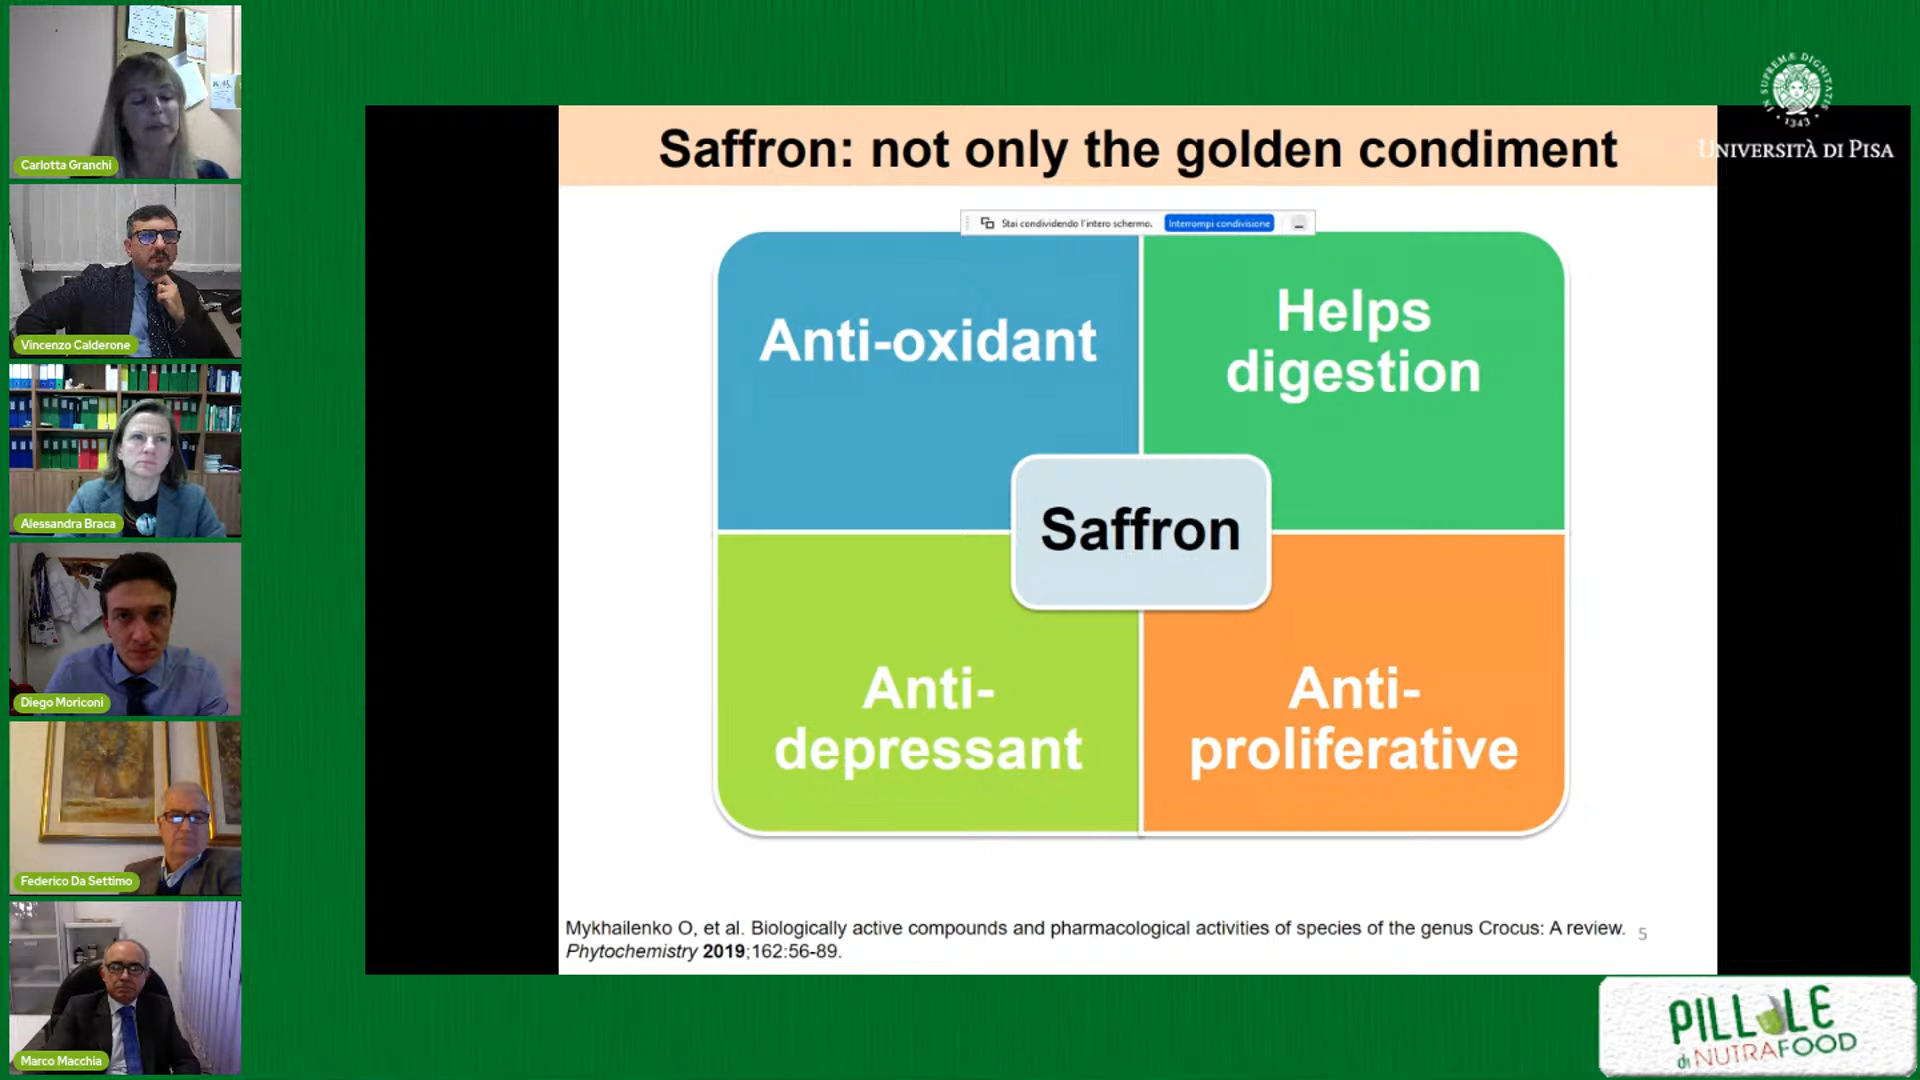 Carlotta Granchi
Vincenzo Calderone
Alessandra Braca
Diego Moriconi
Federico Da Settimo
Marco Macchia
Saffron: not only the golden condiment
Stai condividendo l'intero schermo.
Interrompi condivisione
Anti-oxidant
Helps
digestion
Saffron
Anti-
depressant
Anti-
proliferative
Mykhailenko O, et al. Biologically active compounds and pharmacological activities of species of the genus Crocus: A review.
Phytochemistry 2019;162:56-89.
5
IN SUPREMÆ DIGNITATIS
· 1343 ·
UNIVERSITÀ DI PISA
PILLOLE
di NUTRAFOOD